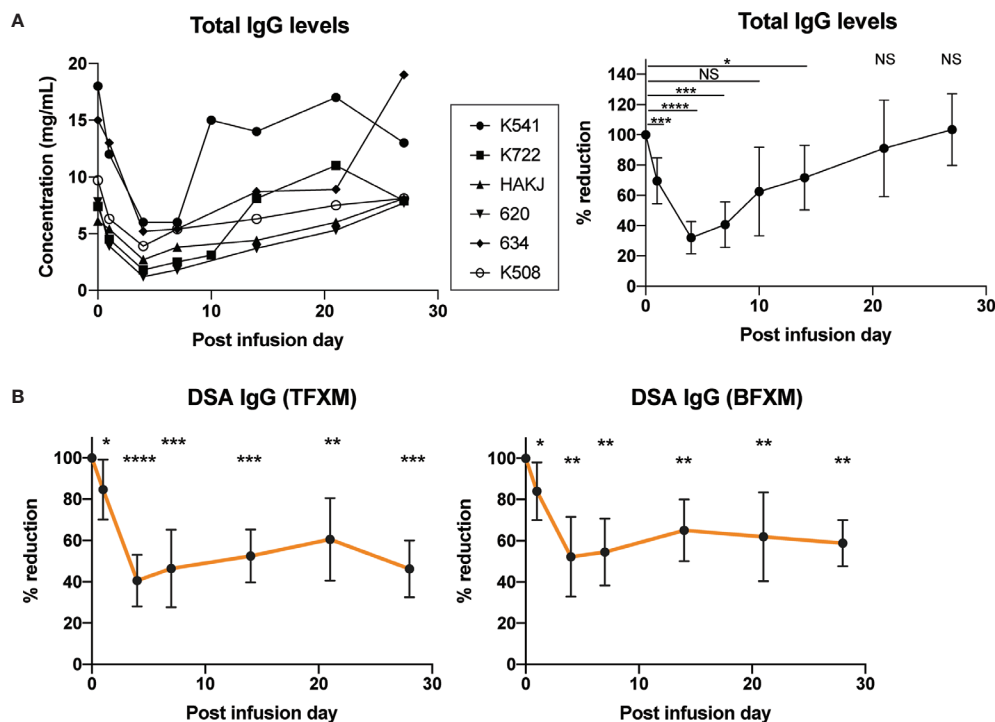 A
Total IgG levels
Concentration (mg/mL)
20
15
10
5
0
0 10 20 30
Post infusion day
K541
K722
HAKJ
620
634
K508
Total IgG levels
% reduction
140
120
100
80
60
40
20
0
* NS NS
NS
***
****
***
0 10 20 30
Post infusion day
B
DSA IgG (TFXM)
% reduction
100
80
60
40
20
0
* *** **
**** *** ***
0 10 20 30
Post infusion day
DSA IgG (BFXM)
% reduction
100
80
60
40
20
0
* ** **
** ** **
0 10 20 30
Post infusion day